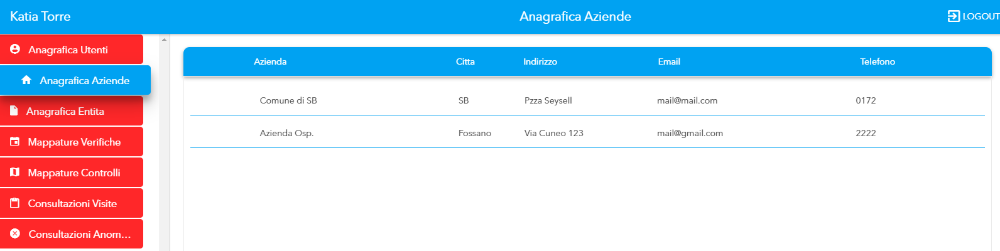 Katia Torre
Anagrafica Aziende
LOGOUT
Anagrafica Utenti
Anagrafica Aziende
Anagrafica Entita
Mappature Verifiche
Mappature Controlli
Consultazioni Visite
Consultazioni Anom...
Azienda Citta Indirizzo Email Telefono
Comune di SB SB Pzza Seysell mail@mail.com 0172
Azienda Osp. Fossano Via Cuneo 123 mail@gmail.com 2222